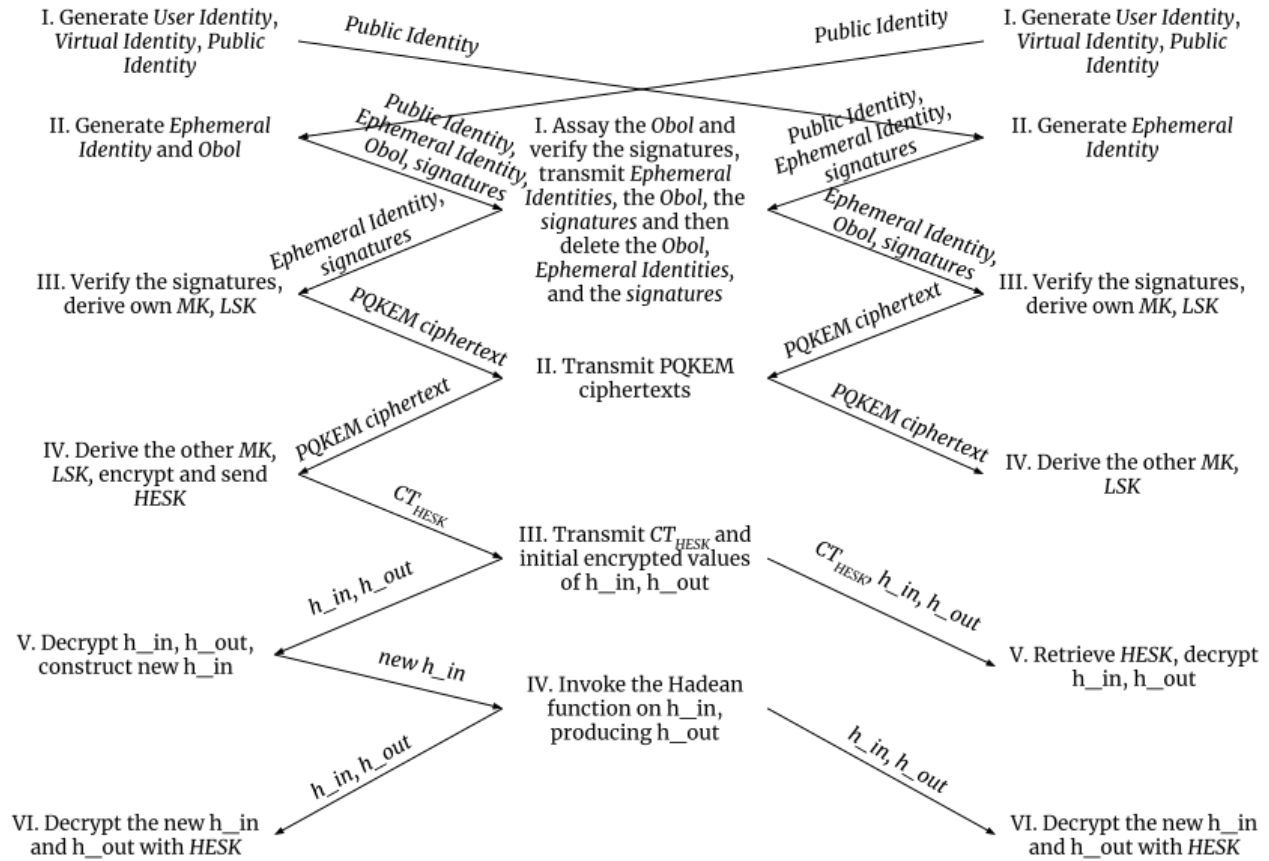 I. Generate User Identity,
Virtual Identity, Public
Identity
Public Identity
Public Identity
I. Generate User Identity,
Virtual Identity, Public
Identity
II. Generate Ephemeral
Identity and Obol
Public Identity,
Ephemeral Identity,
Obol, signatures
I. Assay the Obol and
verify the signatures,
transmit Ephemeral
Identities, the Obol, the
signatures and then
delete the Obol,
Ephemeral Identities,
and the signatures
Public Identity,
Ephemeral Identity,
signatures
II. Generate Ephemeral
Identity
Ephemeral Identity,
signatures
Ephemeral Identity,
Obol, signatures
III. Verify the signatures,
derive own MK, LSK
III. Verify the signatures,
derive own MK, LSK
PQKEM ciphertext
PQKEM ciphertext
II. Transmit PQKEM
ciphertexts
PQKEM ciphertext
PQKEM ciphertext
IV. Derive the other MK,
LSK, encrypt and send
HESK
IV. Derive the other MK,
LSK
CT_HESK
III. Transmit CT_HESK and
initial encrypted values
of h_in, h_out
h_in, h_out
CT_HESK, h_in, h_out
V. Decrypt h_in, h_out,
construct new h_in
V. Retrieve HESK, decrypt
h_in, h_out
new h_in
IV. Invoke the Hadean
function on h_in,
producing h_out
h_in, h_out
h_in, h_out
VI. Decrypt the new h_in
and h_out with HESK
VI. Decrypt the new h_in
and h_out with HESK